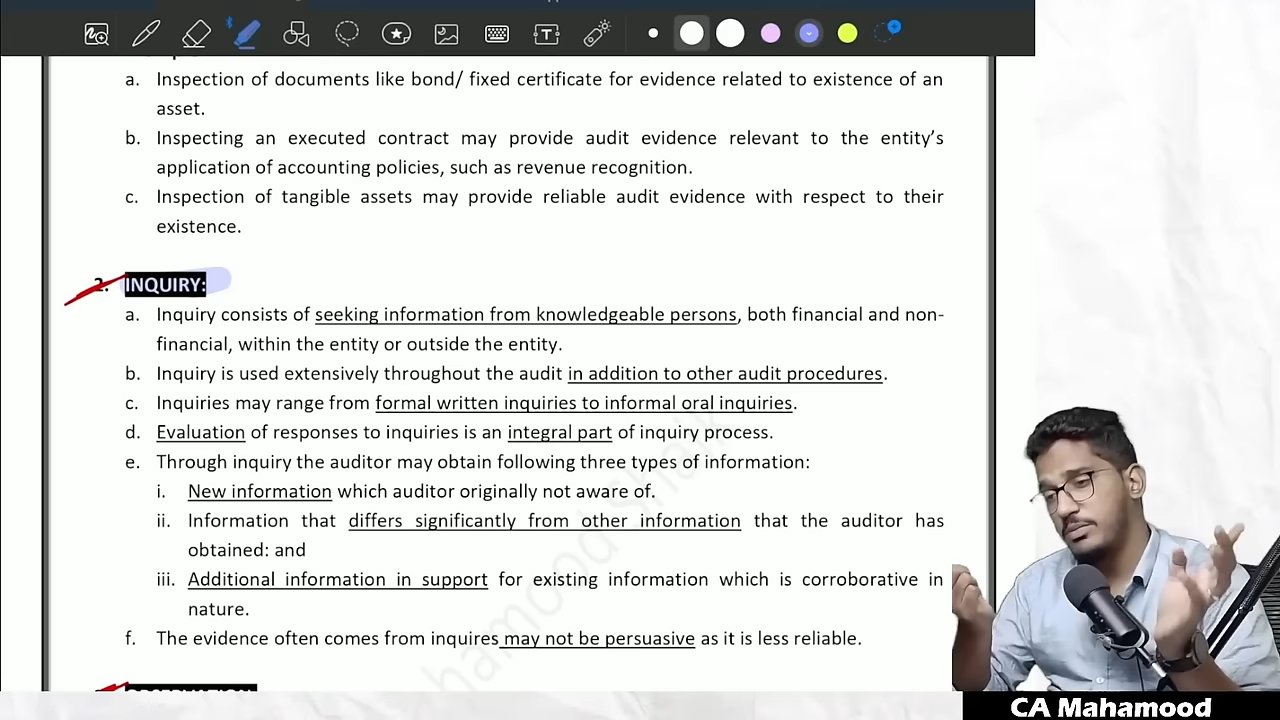 a. Inspection of documents like bond/ fixed certificate for evidence related to existence of an
asset.
b. Inspecting an executed contract may provide audit evidence relevant to the entity’s
application of accounting policies, such as revenue recognition.
c. Inspection of tangible assets may provide reliable audit evidence with respect to their
existence.
2. INQUIRY:
a. Inquiry consists of seeking information from knowledgeable persons, both financial and non-
financial, within the entity or outside the entity.
b. Inquiry is used extensively throughout the audit in addition to other audit procedures.
c. Inquiries may range from formal written inquiries to informal oral inquiries.
d. Evaluation of responses to inquiries is an integral part of inquiry process.
e. Through inquiry the auditor may obtain following three types of information:
i. New information which auditor originally not aware of.
ii. Information that differs significantly from other information that the auditor has
obtained: and
iii. Additional information in support for existing information which is corroborative in
nature.
f. The evidence often comes from inquires may not be persuasive as it is less reliable.
CA Mahamood